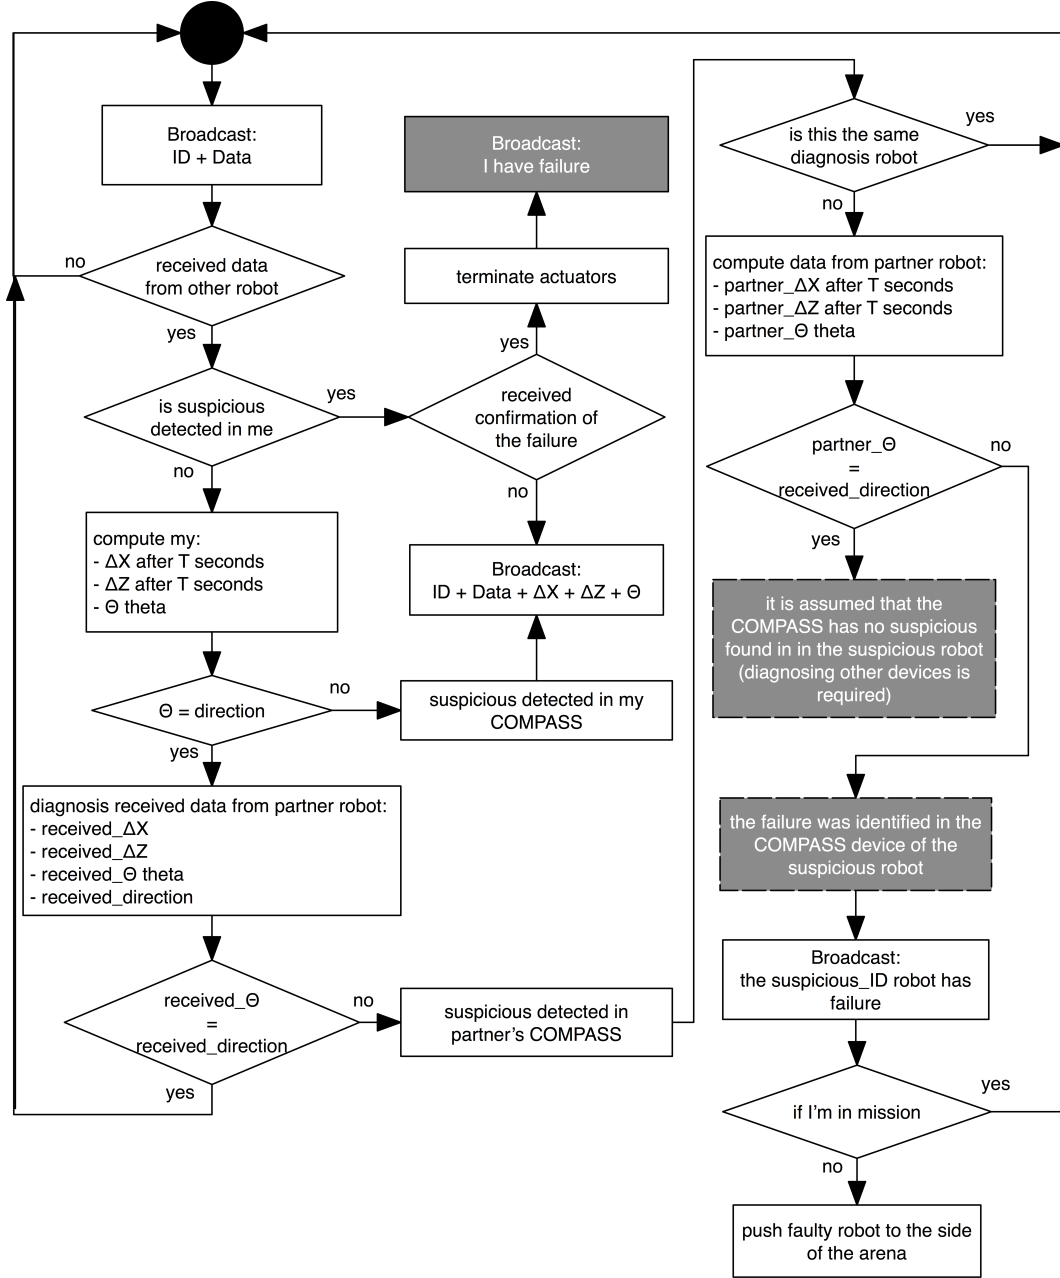 Broadcast:
ID + Data
no
received data
from other robot
yes
is suspicious
detected in me
yes
no
compute my:
- ΔX after T seconds
- ΔZ after T seconds
- Θ theta
Θ = direction
no
yes
diagnosis received data from partner robot:
- received_ΔX
- received_ΔZ
- received_Θ theta
- received_direction
received_Θ
=
received_direction
no
yes
Broadcast:
I have failure
terminate actuators
yes
received
confirmation of
the failure
no
Broadcast:
ID + Data + ΔX + ΔZ + Θ
suspicious detected in my
COMPASS
suspicious detected in
partner's COMPASS
is this the same
diagnosis robot
yes
no
compute data from partner robot:
- partner_ΔX after T seconds
- partner_ΔZ after T seconds
- partner_Θ theta
partner_Θ
=
received_direction
no
yes
it is assumed that the
COMPASS has no suspicious
found in in the suspicious robot
(diagnosing other devices is
required)
the failure was identified in the
COMPASS device of the
suspicious robot
Broadcast:
the suspicious_ID robot has
failure
if I'm in mission
yes
no
push faulty robot to the side
of the arena